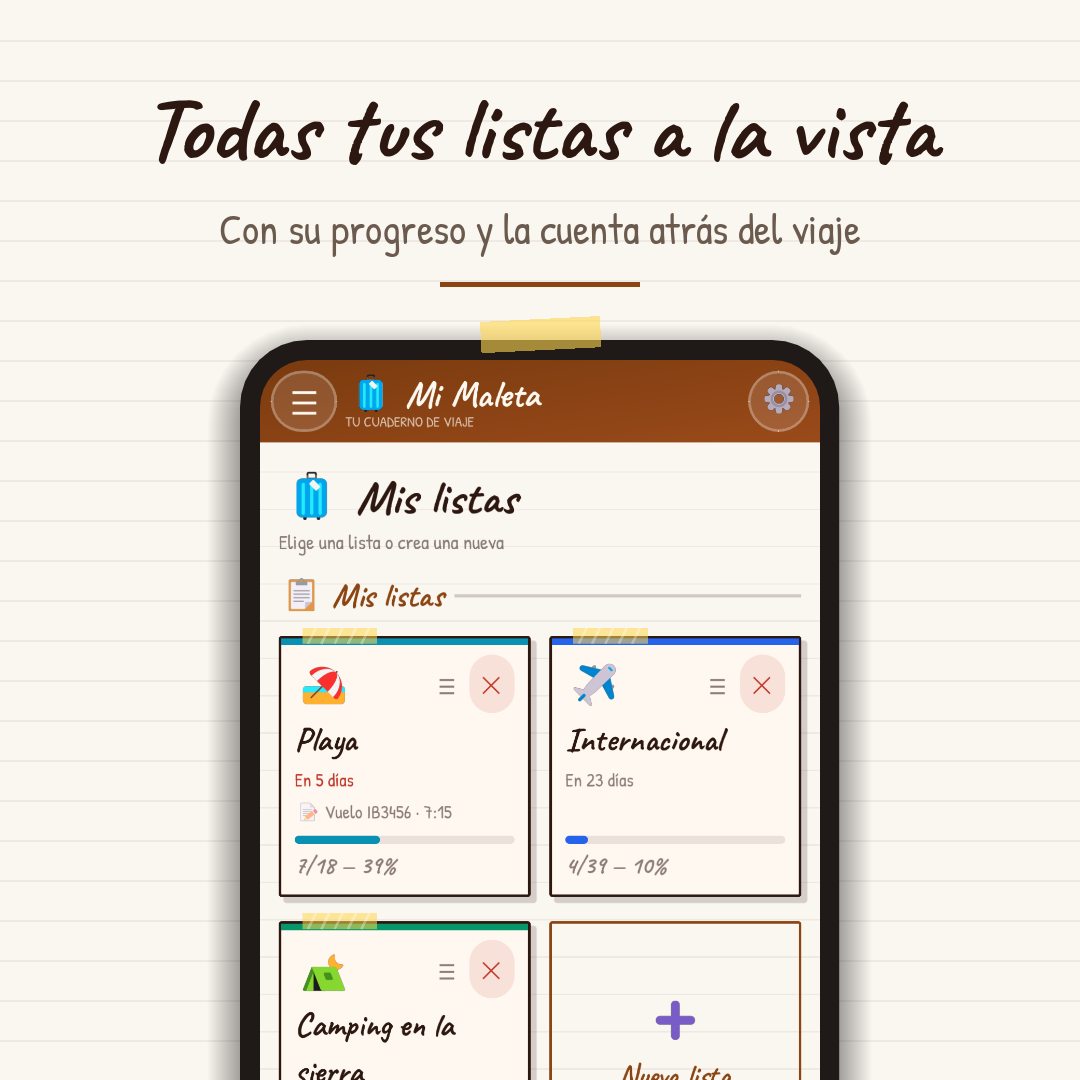 Todas tus listas a la vista
Con su progreso y la cuenta atrás del viaje
Mi Maleta
TU CUADERNO DE VIAJE
Mis listas
Elige una lista o crea una nueva
Mis listas
Playa
En 5 días
Vuelo IB3456 · 7:15
7/18 — 39%
Internacional
En 23 días
4/39 — 10%
Camping en la
sierra
Nueva lista